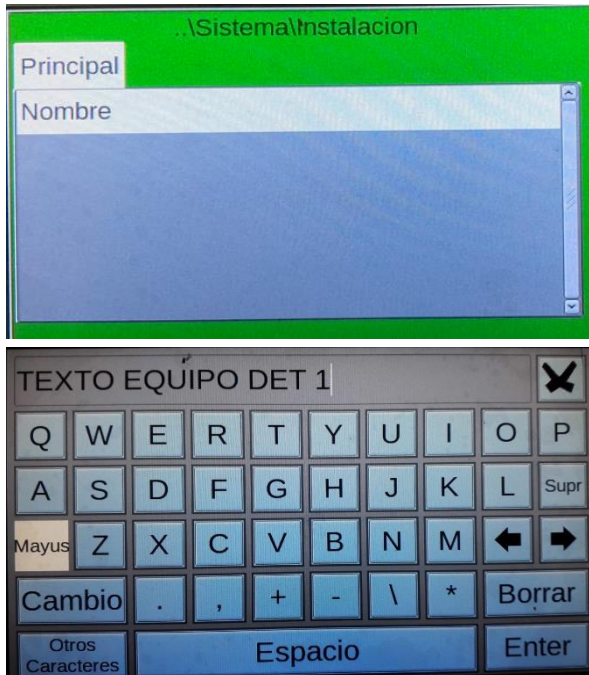 ..\Sistema\Instalacion
Principal
Nombre
TEXTO EQUIPO DET 1
Q W E R T Y U I O P
A S D F G H J K L Supr
Mayus Z X C V B N M
Cambio . , + - \ * Borrar
Otros Caracteres Espacio Enter